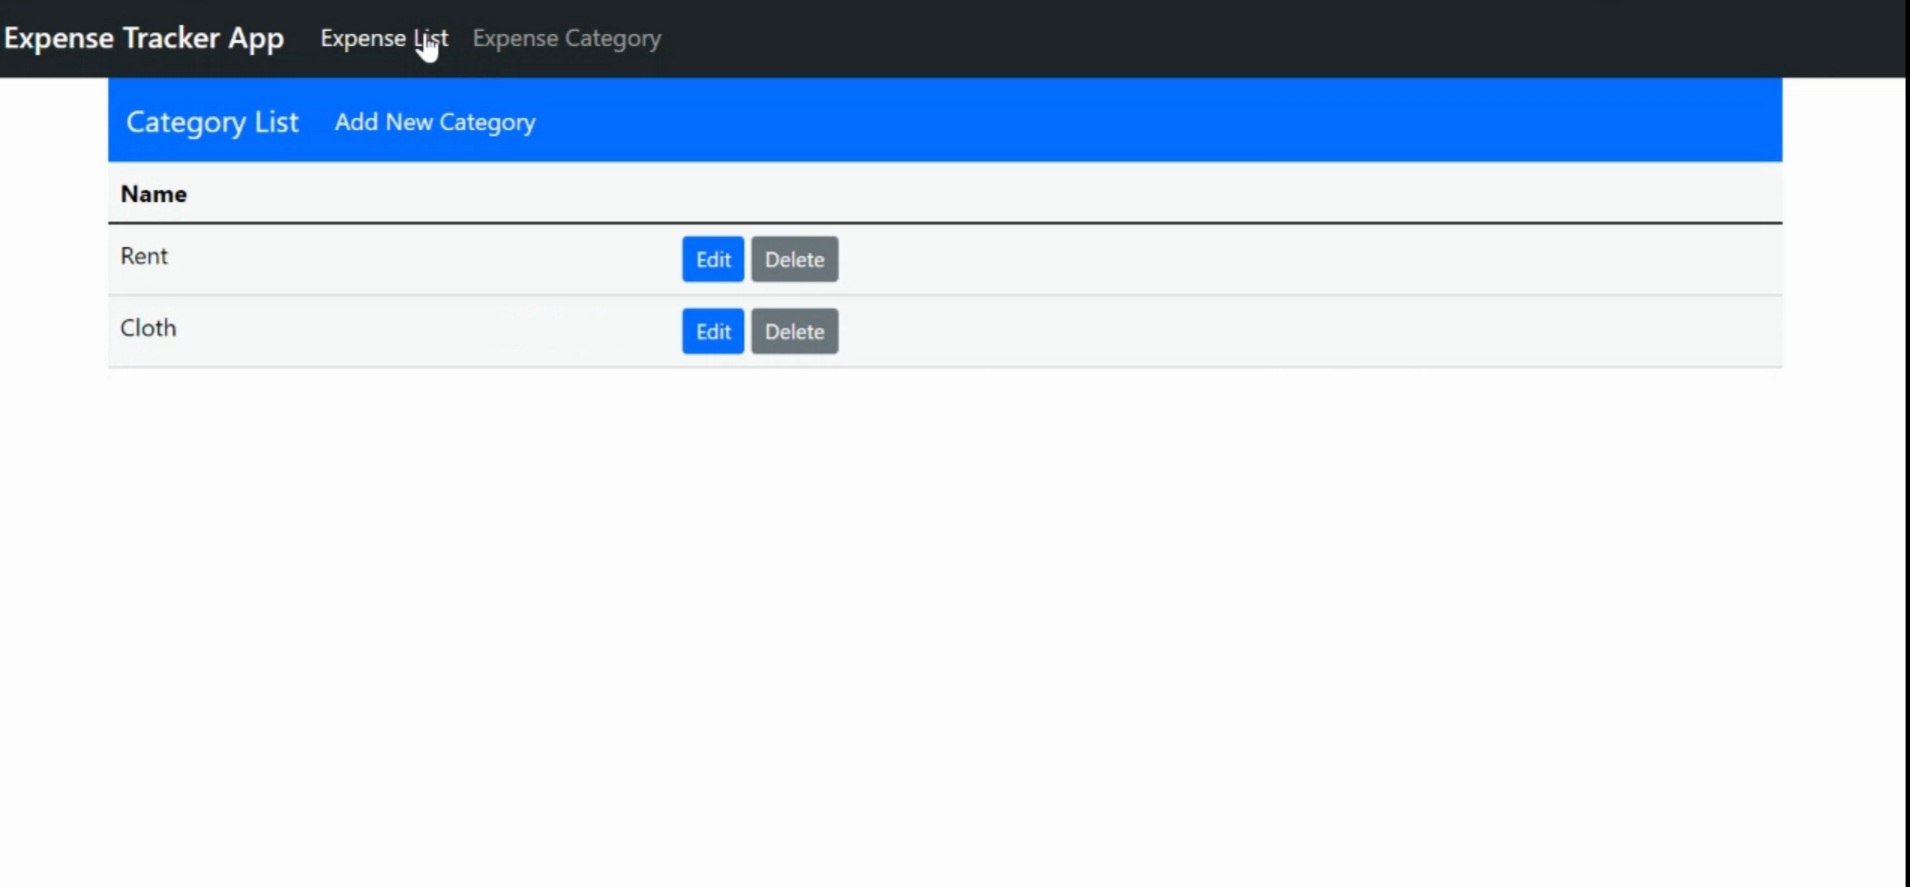 Expense Tracker App Expense List Expense Category
Category List Add New Category
Name
Rent Edit Delete
Cloth Edit Delete